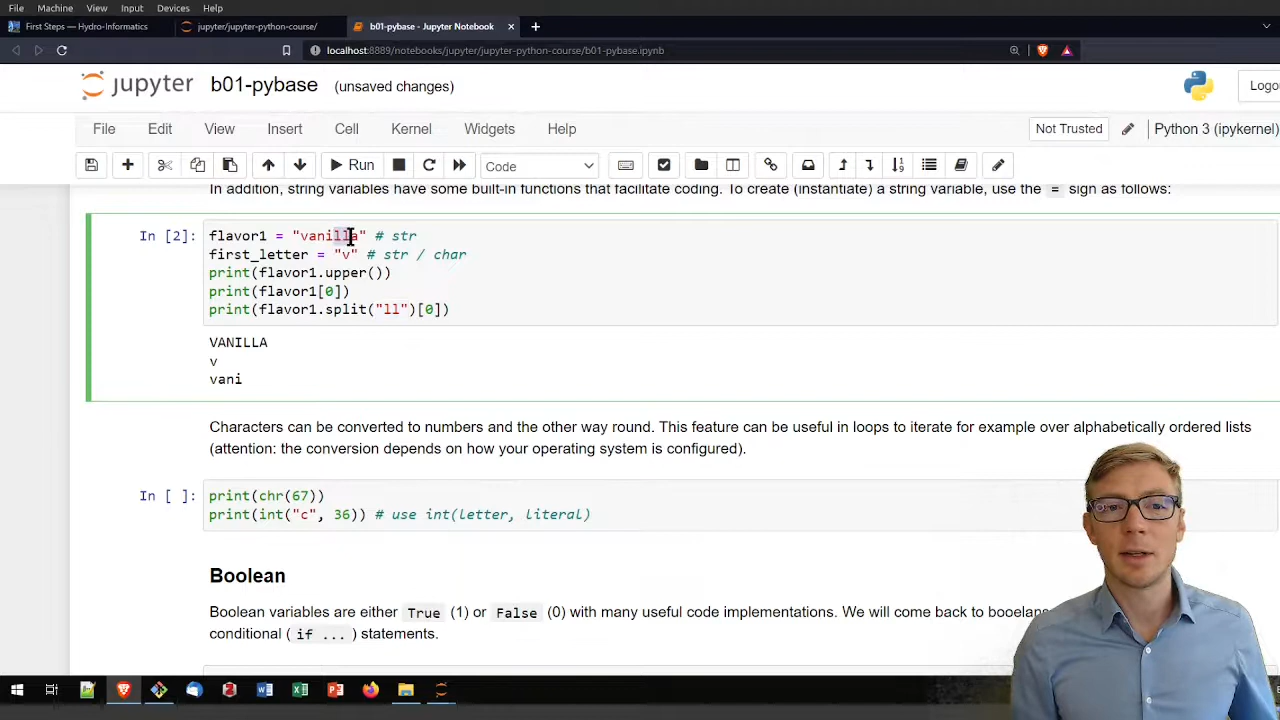 File Machine View Input Devices Help
First Steps — Hydro-Informatics
jupyter/jupyter-python-course/
b01-pybase - Jupyter Notebook
localhost:8889/notebooks/jupyter/jupyter-python-course/b01-pybase.ipynb
jupyter b01-pybase (unsaved changes)
Logo
File Edit View Insert Cell Kernel Widgets Help
Not Trusted
Python 3 (ipykernel)
Run
Code
In addition, string variables have some built-in functions that facilitate coding. To create (instantiate) a string variable, use the = sign as follows:
In [2]: flavor1 = "vanilla" # str
first_letter = "v" # str / char
print(flavor1.upper())
print(flavor1[0])
print(flavor1.split("ll")[0])
VANILLA
v
vani
Characters can be converted to numbers and the other way round. This feature can be useful in loops to iterate for example over alphabetically ordered lists
(attention: the conversion depends on how your operating system is configured).
In [ ]: print(chr(67))
print(int("c", 36)) # use int(letter, literal)
Boolean
Boolean variables are either True (1) or False (0) with many useful code implementations. We will come back to booelans
conditional ( if ... ) statements.